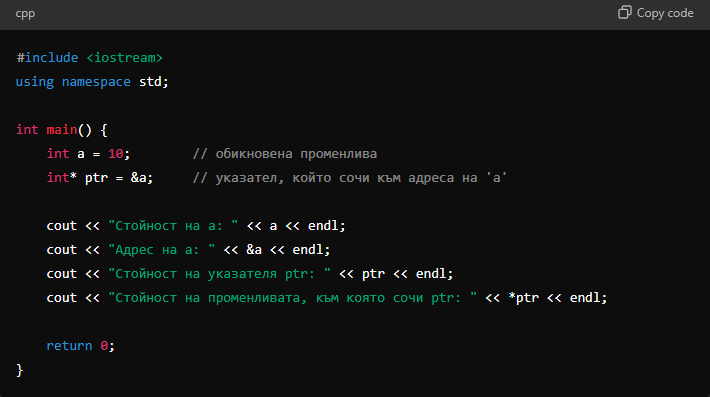 cpp
Copy code
#include <iostream>
using namespace std;
int main() {
    int a = 10;        // обикновена променлива
    int* ptr = &a;     // указател, който сочи към адреса на 'a'
    cout << "Стойност на a: " << a << endl;
    cout << "Адрес на a: " << &a << endl;
    cout << "Стойност на указателя ptr: " << ptr << endl;
    cout << "Стойност на променливата, към която сочи ptr: " << *ptr << endl;
    return 0;
}